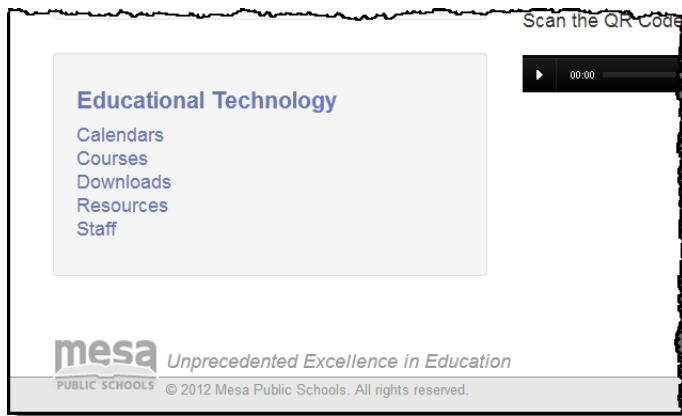 Scan the QR Code
00:00
Educational Technology
Calendars
Courses
Downloads
Resources
Staff
mesa
PUBLIC SCHOOLS
Unprecedented Excellence in Education
© 2012 Mesa Public Schools. All rights reserved.